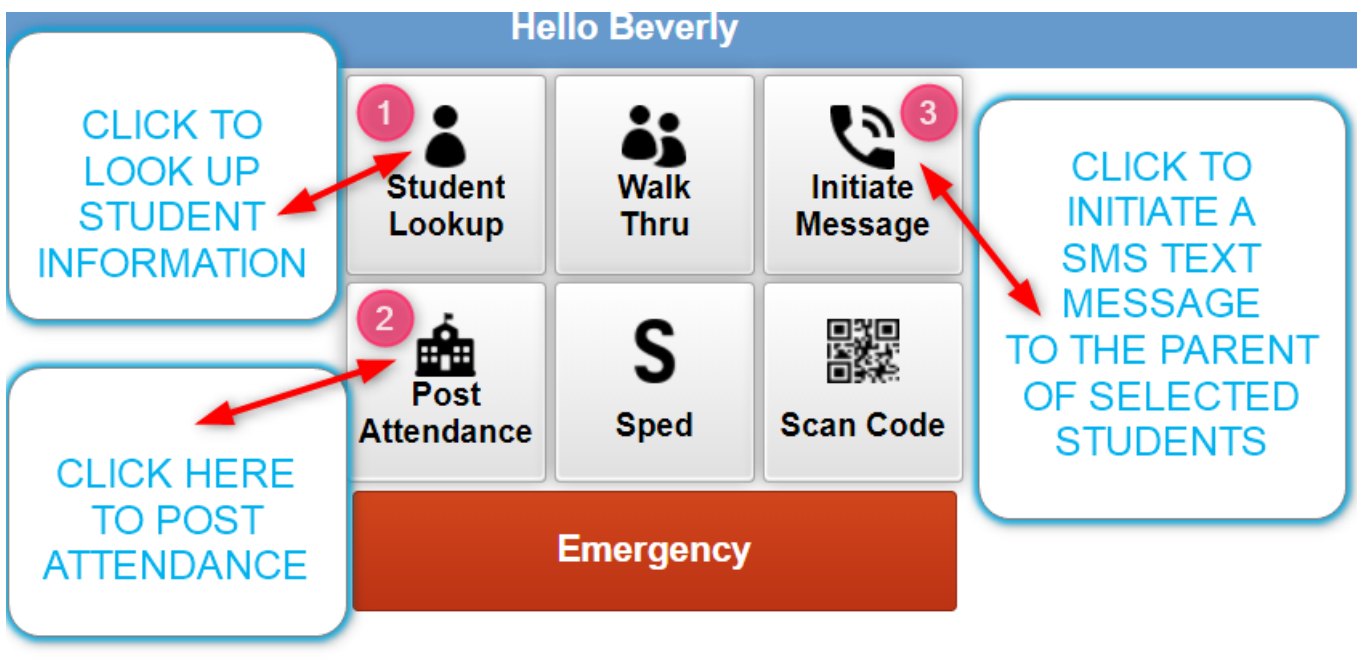 Hello Beverly
CLICK TO
LOOK UP
STUDENT
INFORMATION
1
Student
Lookup
Walk
Thru
3
Initiate
Message
CLICK TO
INITIATE A
SMS TEXT
MESSAGE
TO THE PARENT
OF SELECTED
STUDENTS
CLICK HERE
TO POST
ATTENDANCE
2
Post
Attendance
S
Sped
Scan Code
Emergency